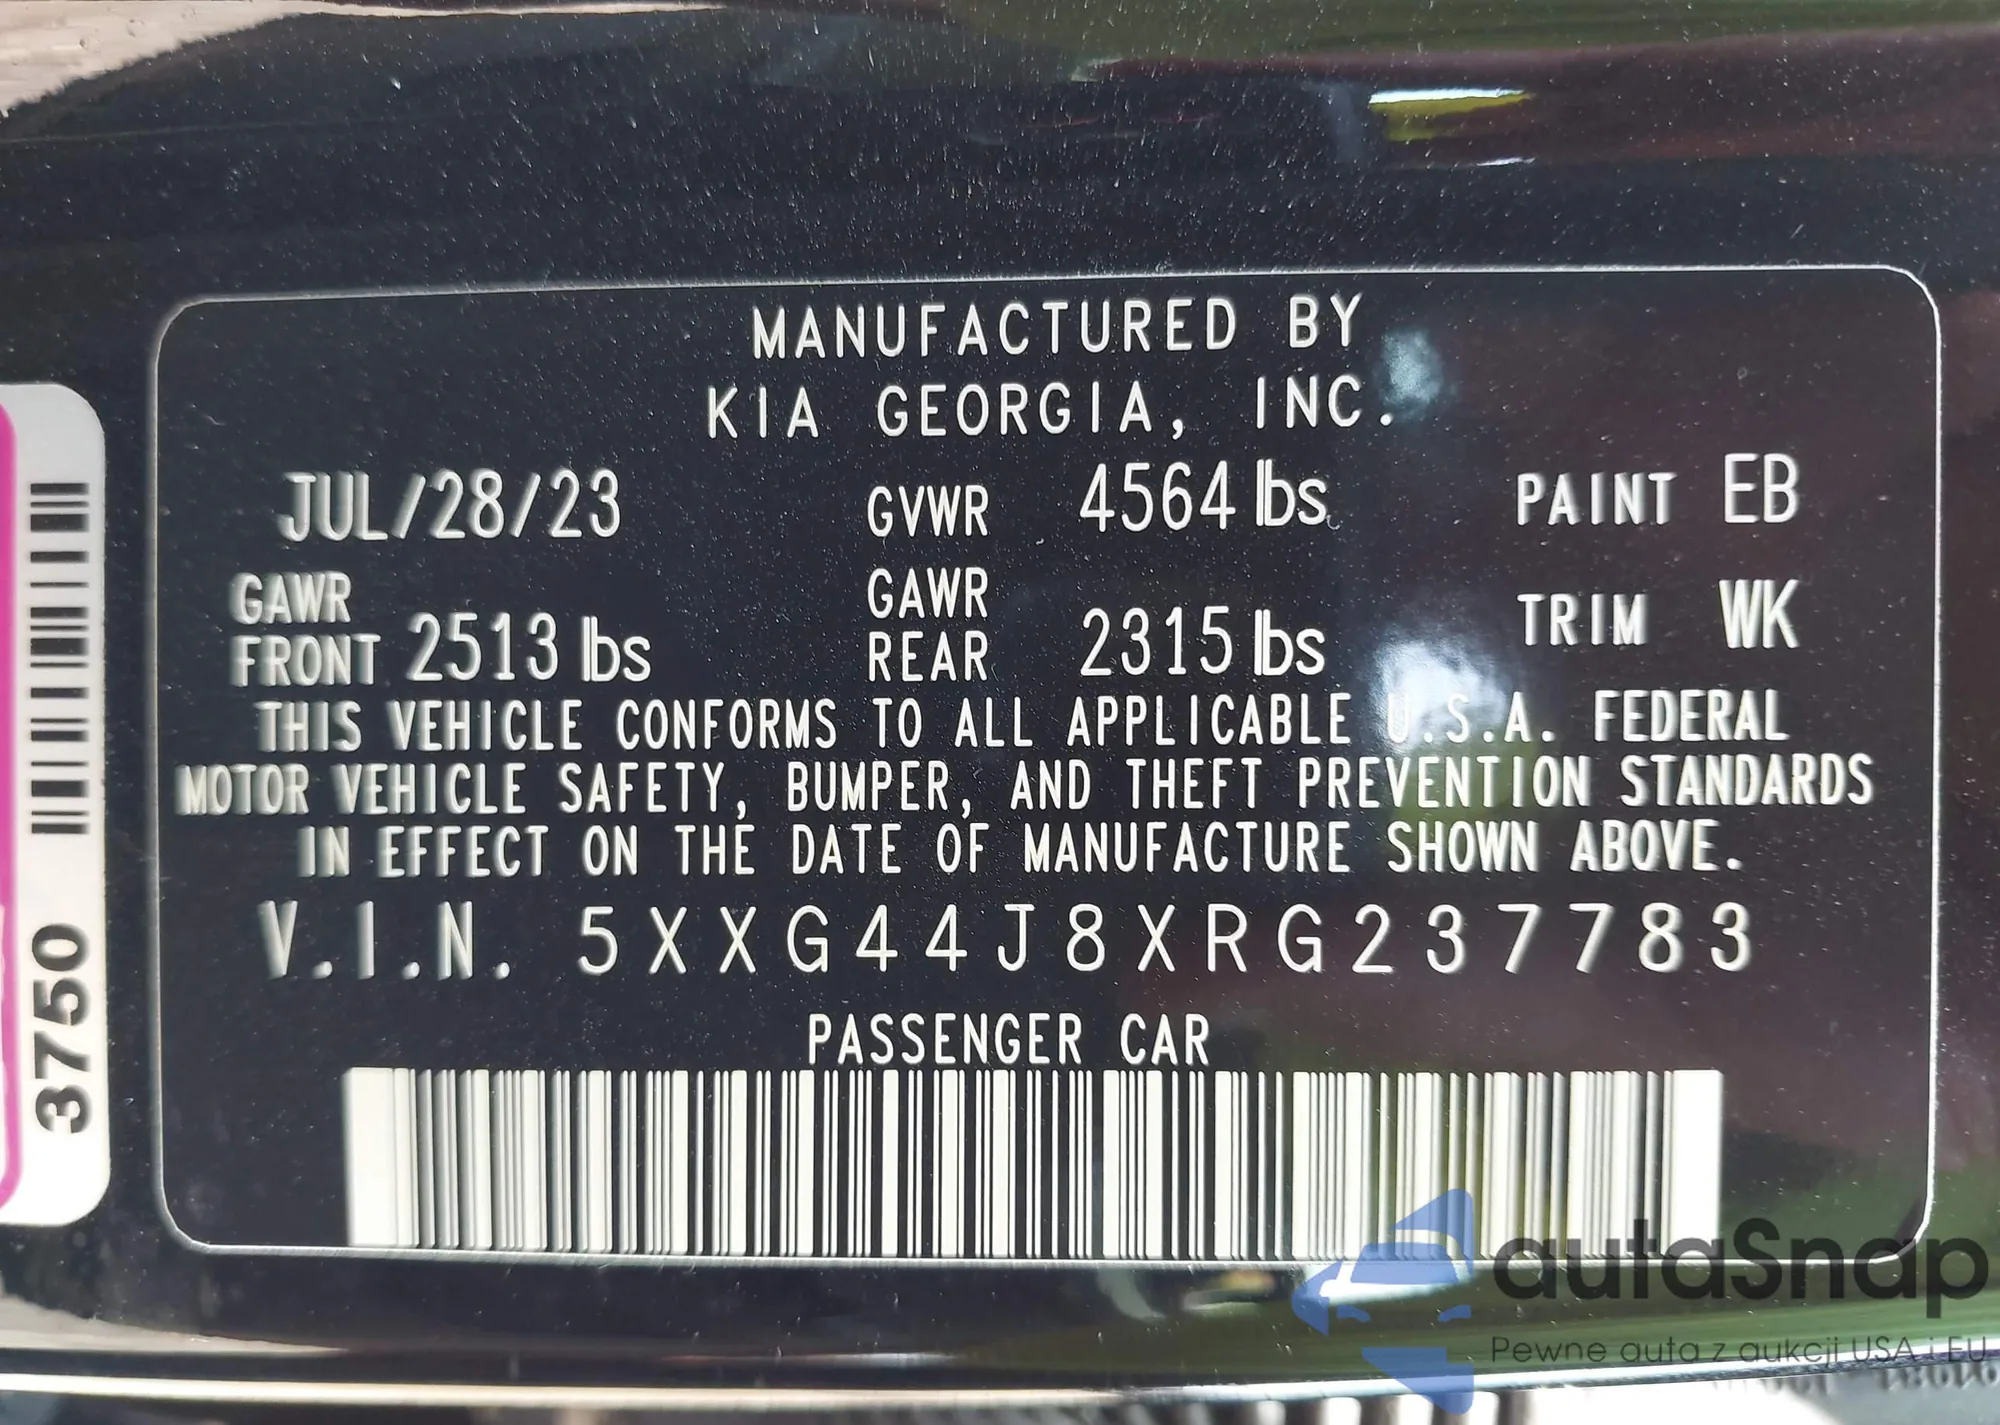 MANUFACTURED BY
KIA GEORGIA, INC.
JUL/28/23 GVWR 4564 lbs PAINT EB
GAWR FRONT 2513 lbs GAWR REAR 2315 lbs TRIM WK
THIS VEHICLE CONFORMS TO ALL APPLICABLE U.S.A. FEDERAL
MOTOR VEHICLE SAFETY, BUMPER, AND THEFT PREVENTION STANDARDS
IN EFFECT ON THE DATE OF MANUFACTURE SHOWN ABOVE.
V.I.N. 5XXG44J8XRG237783
PASSENGER CAR
3750
autaSnap
Pewne auta z aukcji USA i EU